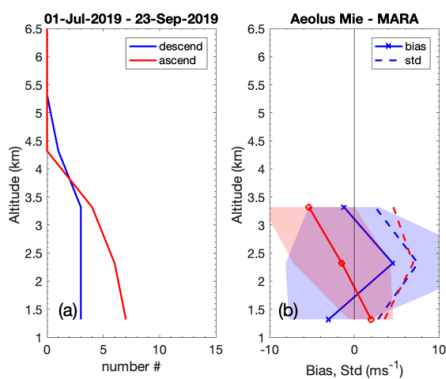 01-Jul-2019 - 23-Sep-2019
6.5
6
5.5
5
4.5
4
3.5
3
2.5
2
1.5
1
Altitude (km)
descend
ascend
(a)
0 5 10 15
number #
Aeolus Mie - MARA
6.5
6
5.5
5
4.5
4
3.5
3
2.5
2
1.5
1
Altitude (km)
bias
std
(b)
-10 0 10
Bias, Std (ms⁻¹)